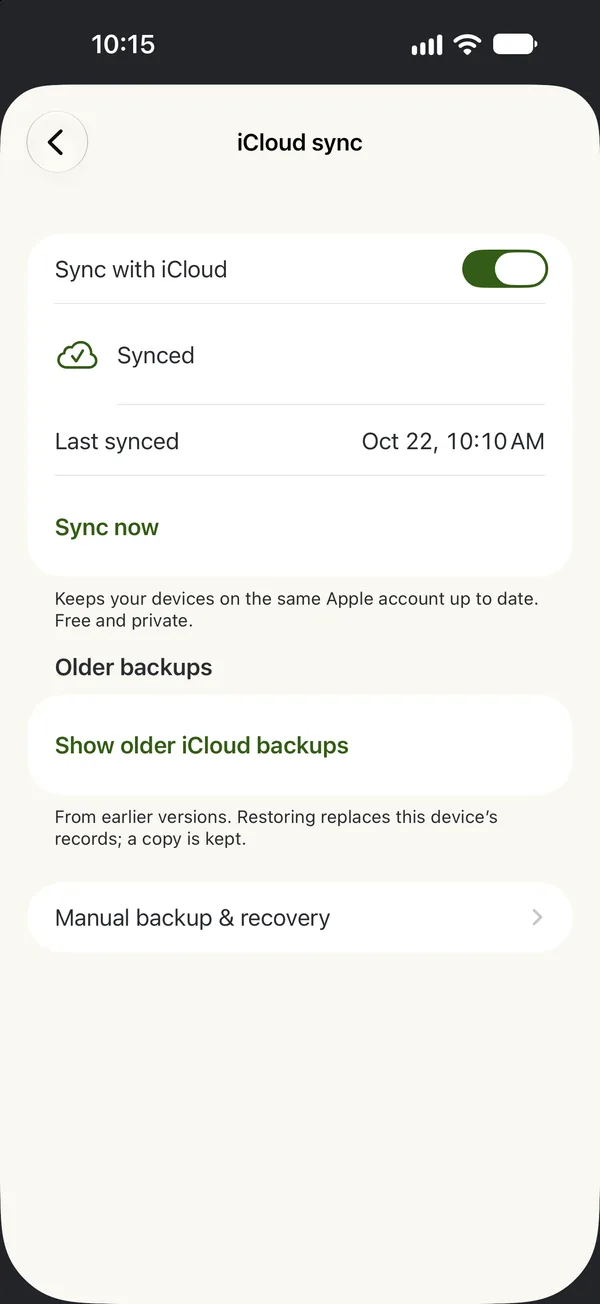 10:15
iCloud sync
Sync with iCloud
Synced
Last synced Oct 22, 10:10 AM
Sync now
Keeps your devices on the same Apple account up to date.
Free and private.
Older backups
Show older iCloud backups
From earlier versions. Restoring replaces this device’s
records; a copy is kept.
Manual backup & recovery